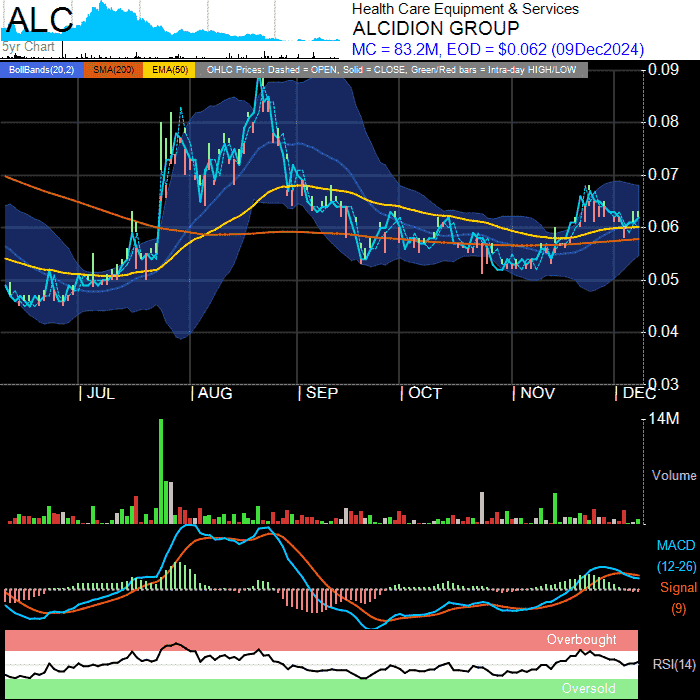 ALC
5yr Chart
Health Care Equipment & Services
ALCIDION GROUP
MC = 83.2M, EOD = $0.062 (09Dec2024)
BollBands(20,2) SMA(200) EMA(50) OHLC Prices: Dashed = OPEN, Solid = CLOSE, Green/Red bars = Intra-day HIGH/LOW
0.09
0.08
0.07
0.06
0.05
0.04
0.03
JUL AUG SEP OCT NOV DEC
14M
Volume
MACD
(12-26)
Signal
(9)
Overbought
RSI(14)
Oversold